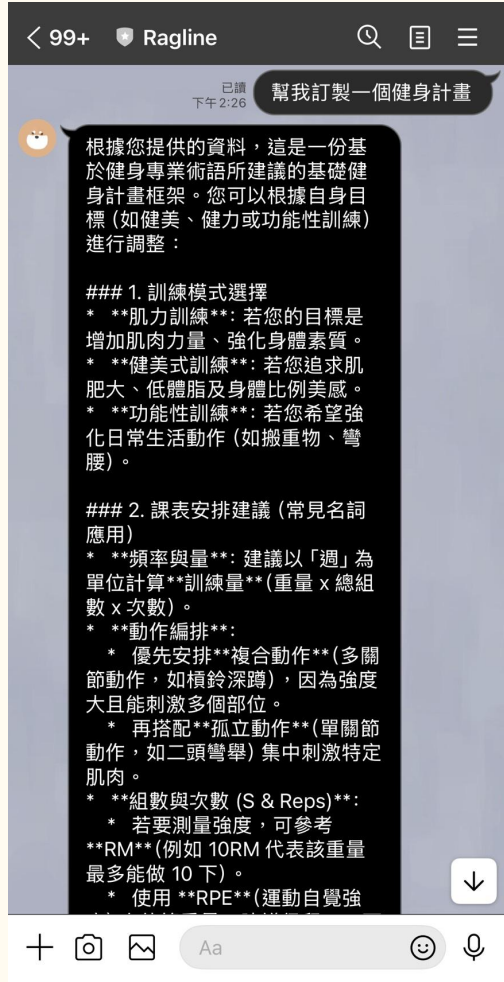 99+ Ragline
已讀
下午 2:26
幫我訂製一個健身計畫
根據您提供的資料，這是一份基
於健身專業術語所建議的基礎健
身計畫框架。您可以根據自身目
標 (如健美、健力或功能性訓練)
進行調整：
### 1. 訓練模式選擇
* **肌力訓練**: 若您的目標是
增加肌肉力量、強化身體素質。
* **健美式訓練**: 若您追求肌
肥大、低體脂及身體比例美感。
* **功能性訓練**: 若您希望強
化日常生活動作 (如搬重物、彎
腰)。
### 2. 課表安排建議 (常見名詞
應用)
* **頻率與量**: 建議以「週」為
單位計算**訓練量** (重量 x 總組
數 x 次數)。
* **動作編排**:
* 優先安排**複合動作** (多關
節動作，如槓鈴深蹲)，因為強度
大且能刺激多個部位。
* 再搭配**孤立動作** (單關節
動作，如二頭彎舉) 集中刺激特定
肌肉。
* **組數與次數 (S & Reps)**:
* 若要測量強度，可參考
**RM** (例如 10RM 代表該重量
最多能做 10 下)。
* 使用 **RPE** (運動自覺強
Aa